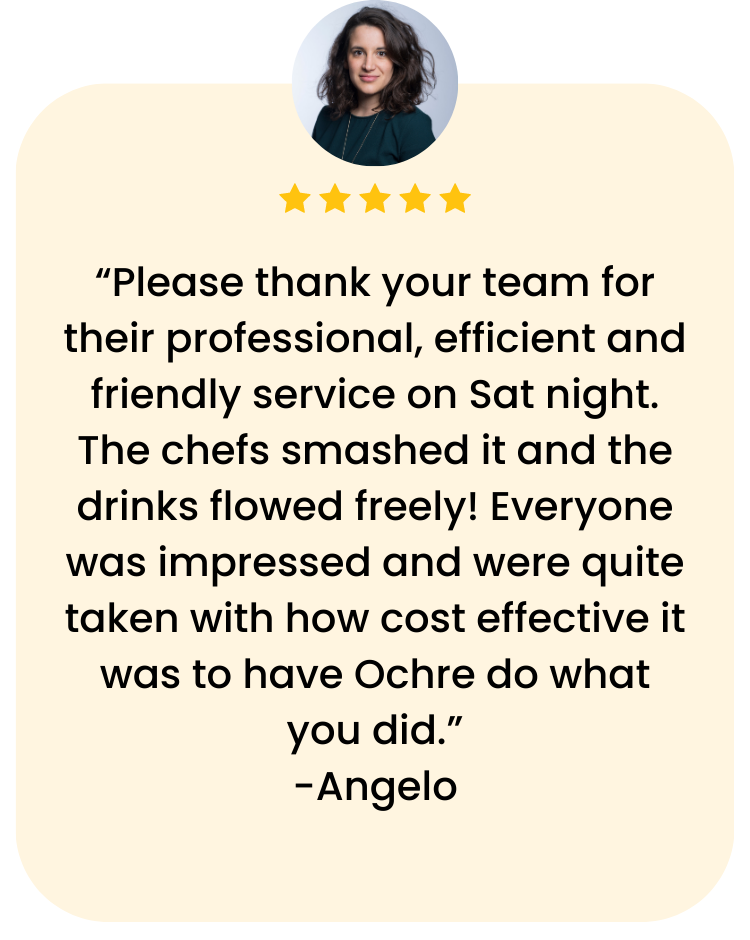 “Please thank your team for
their professional, efficient and
friendly service on Sat night.
The chefs smashed it and the
drinks flowed freely! Everyone
was impressed and were quite
taken with how cost effective it
was to have Ochre do what
you did.”
-Angelo